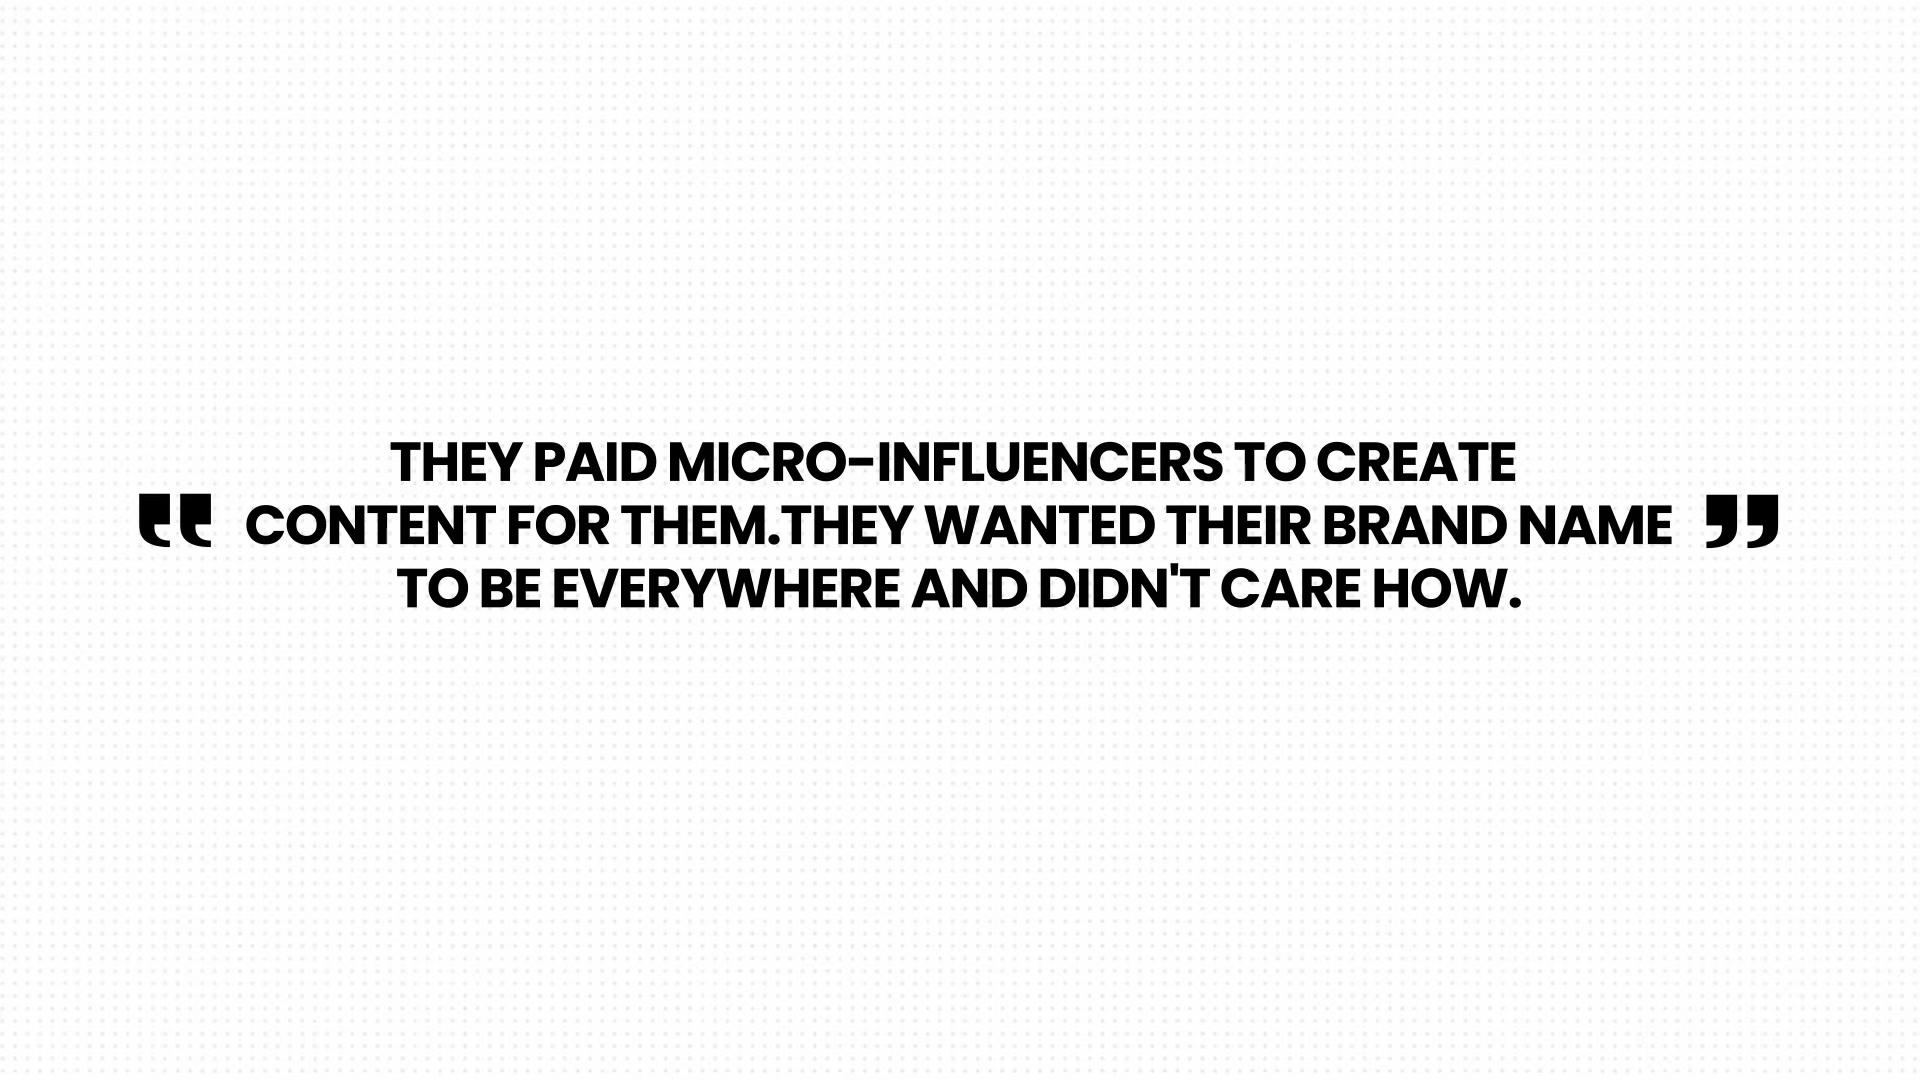 THEY PAID MICRO-INFLUENCERS TO CREATE
“ CONTENT FOR THEM.THEY WANTED THEIR BRAND NAME ”
TO BE EVERYWHERE AND DIDN'T CARE HOW.